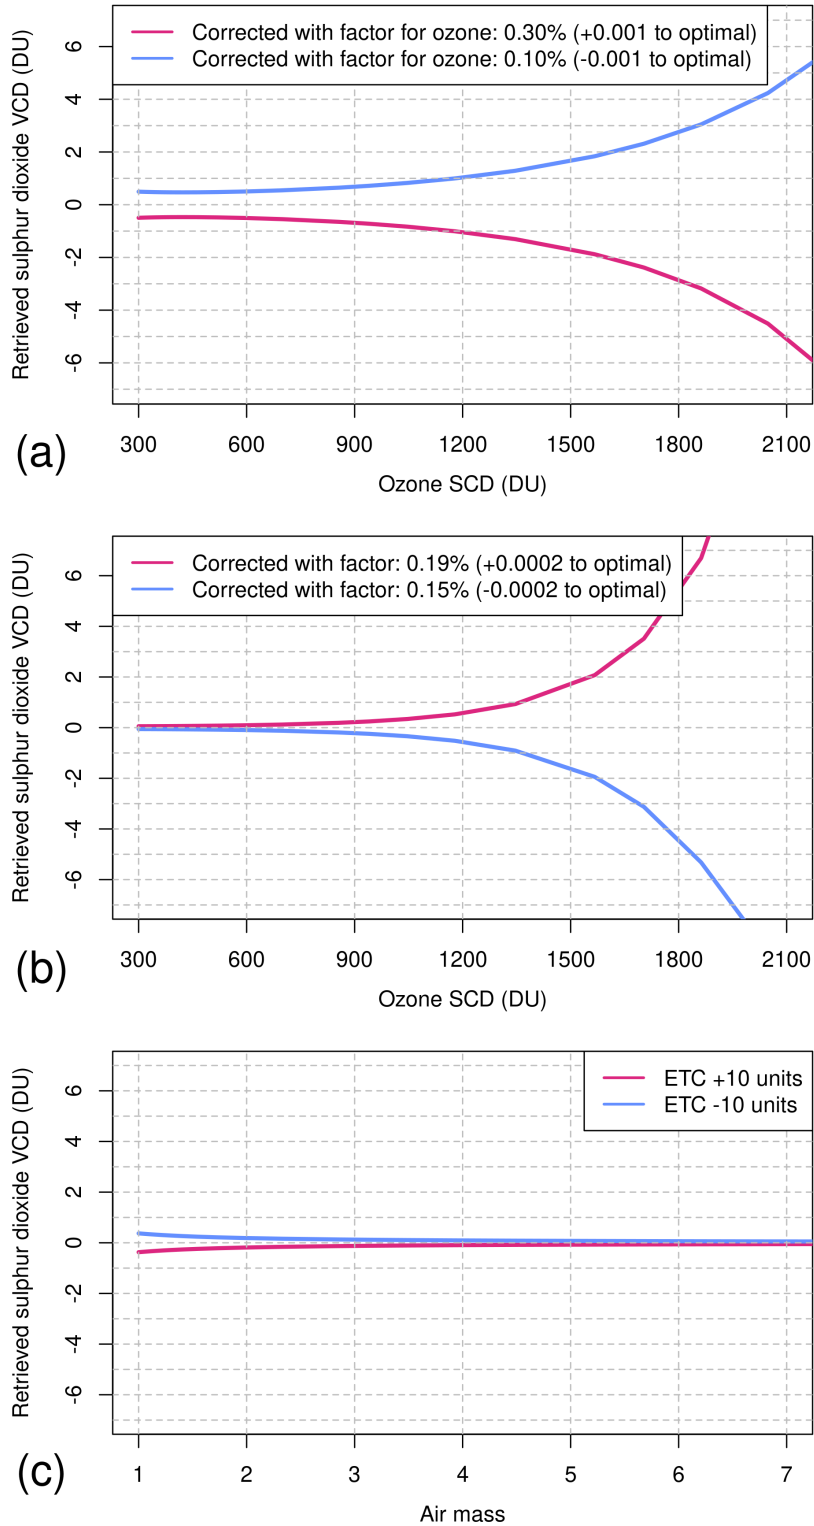 Corrected with factor for ozone: 0.30% (+0.001 to optimal)
Corrected with factor for ozone: 0.10% (-0.001 to optimal)
Retrieved sulphur dioxide VCD (DU)
6
4
2
0
-2
-4
-6
300 600 900 1200 1500 1800 2100
Ozone SCD (DU)
(a)
Corrected with factor: 0.19% (+0.0002 to optimal)
Corrected with factor: 0.15% (-0.0002 to optimal)
Retrieved sulphur dioxide VCD (DU)
6
4
2
0
-2
-4
-6
300 600 900 1200 1500 1800 2100
Ozone SCD (DU)
(b)
ETC +10 units
ETC -10 units
Retrieved sulphur dioxide VCD (DU)
6
4
2
0
-2
-4
-6
1 2 3 4 5 6 7
Air mass
(c)